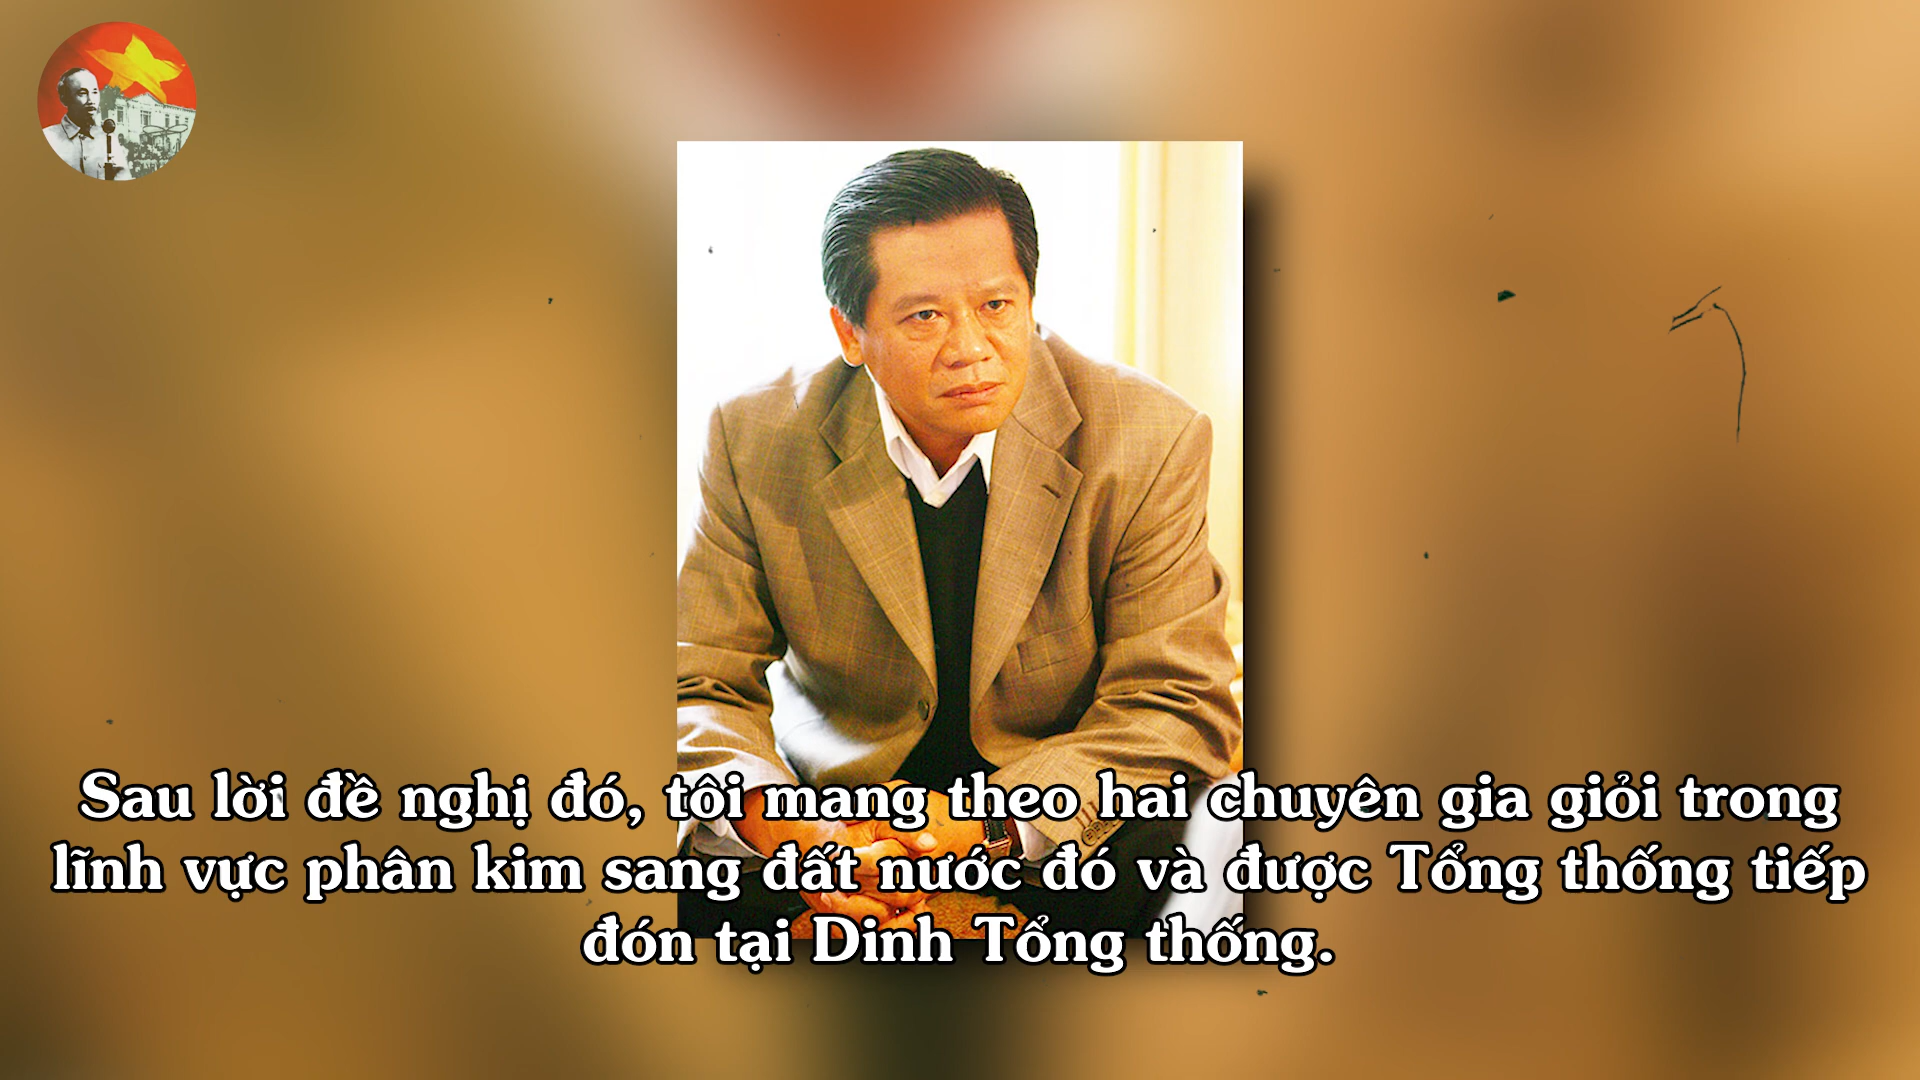 Sau lời đề nghị đó, tôi mang theo hai chuyên gia giỏi trong
lĩnh vực phân kim sang đất nước đó và được Tổng thống tiếp
đón tại Dinh Tổng thống.